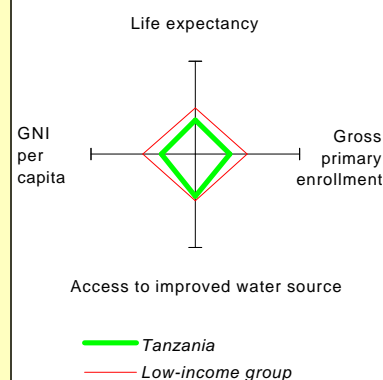 Life expectancy
GNI
per
capita
Gross
primary
enrollment
Access to improved water source
Tanzania
Low-income group